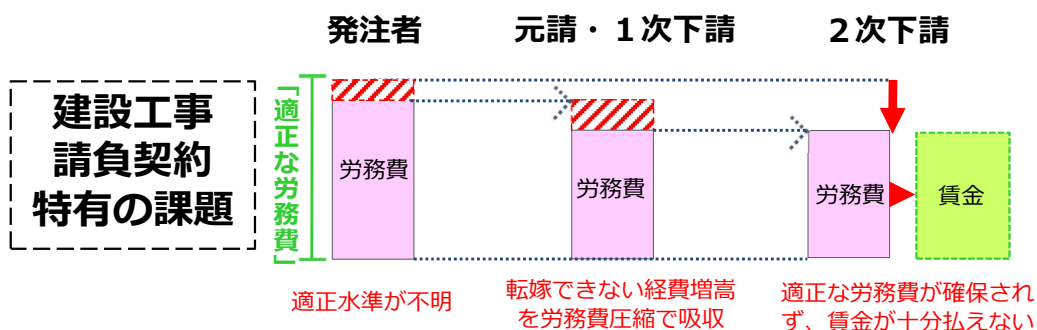 発注者
元請・１次下請
２次下請
建設工事
請負契約
特有の課題
「適正な労務費」
労務費
労務費
労務費
賃金
適正水準が不明
転嫁できない経費増嵩
を労務費圧縮で吸収
適正な労務費が確保され
ず、賃金が十分払えない